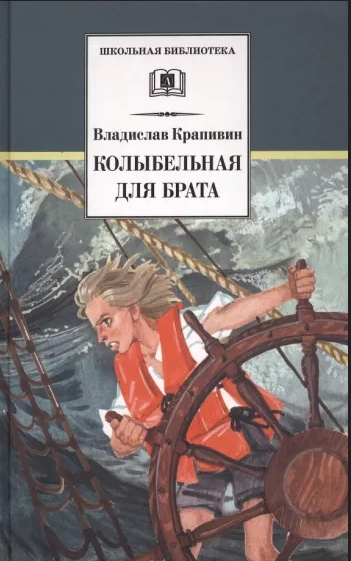 ШКОЛЬНАЯ БИБЛИОТЕКА
Владислав Крапивин
КОЛЫБЕЛЬНАЯ
ДЛЯ БРАТА